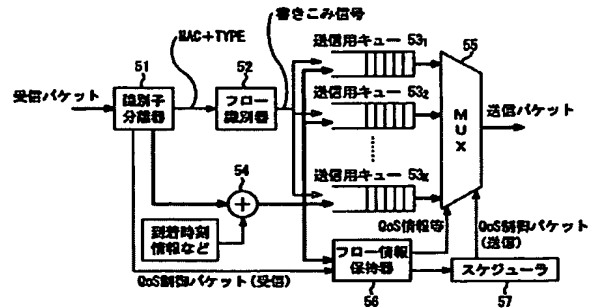 MAC+TYPE
書きこみ信号
送信用キュー 53₁
55
51
52
受信パケット
識別子
分離器
フロー
識別器
送信用キュー 53₂
MUX
送信パケット
54
送信用キュー 53ₖ
+
到着時刻
情報など
QoS情報等
QoS制御パケット
(送信)
QoS制御パケット(受信)
フロー情報
保持器
スケジューラ
56
57